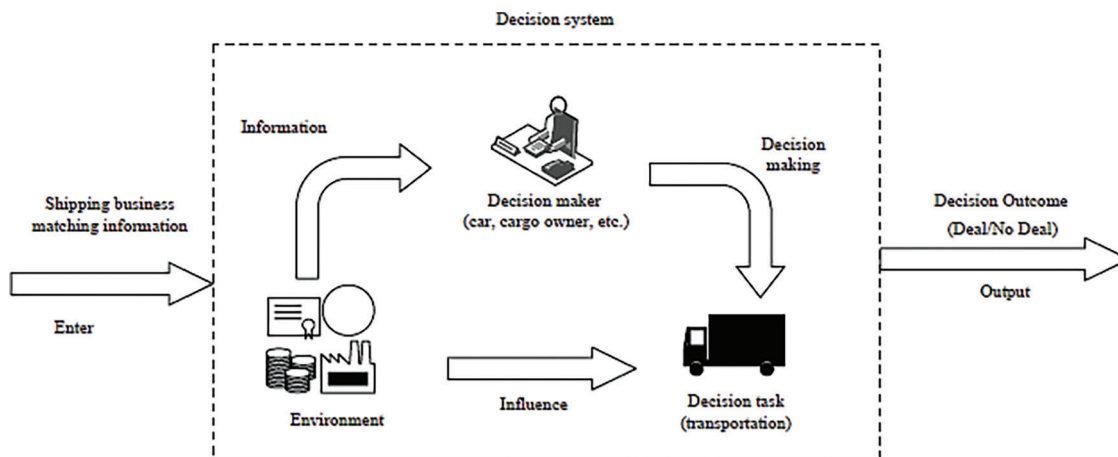 Decision system
Information
Decision
making
Shipping business
matching information
Decision maker
(car, cargo owner, etc.)
Decision Outcome
(Deal/No Deal)
Enter
Output
Environment
Influence
Decision task
(transportation)